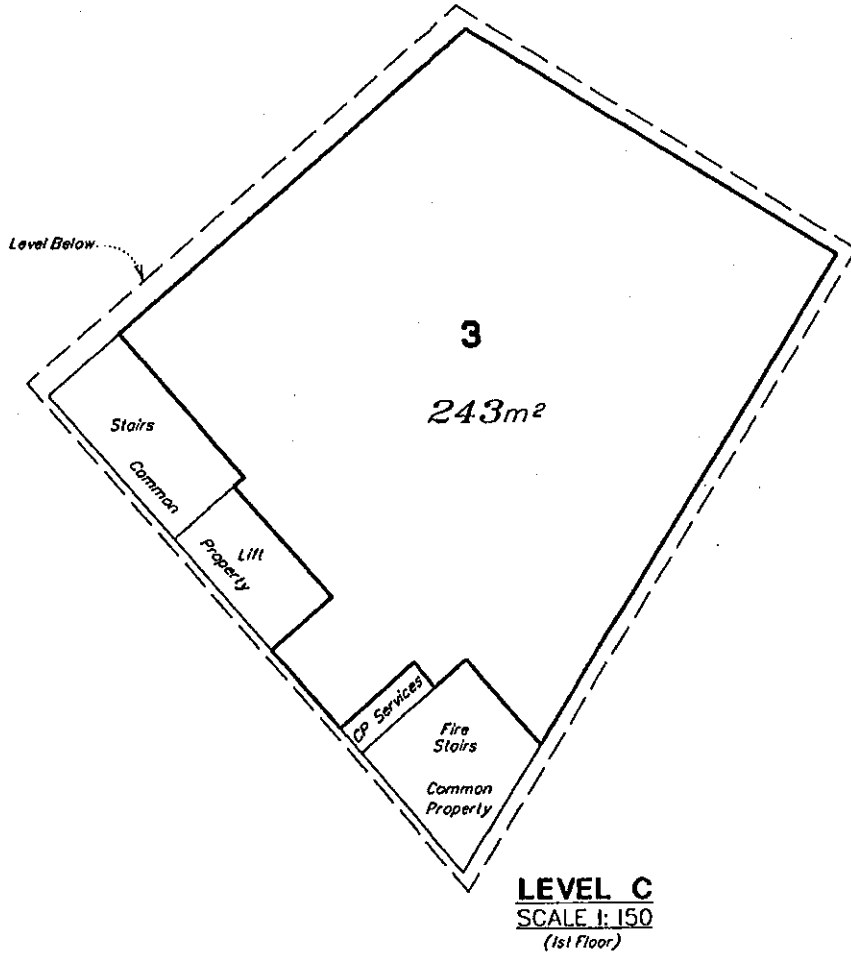 Level Below
3
243m²
Stairs
Common
Property
Lift
CP Services
Fire
Stairs
Common
Property
LEVEL C
SCALE 1: 150
(1st Floor)